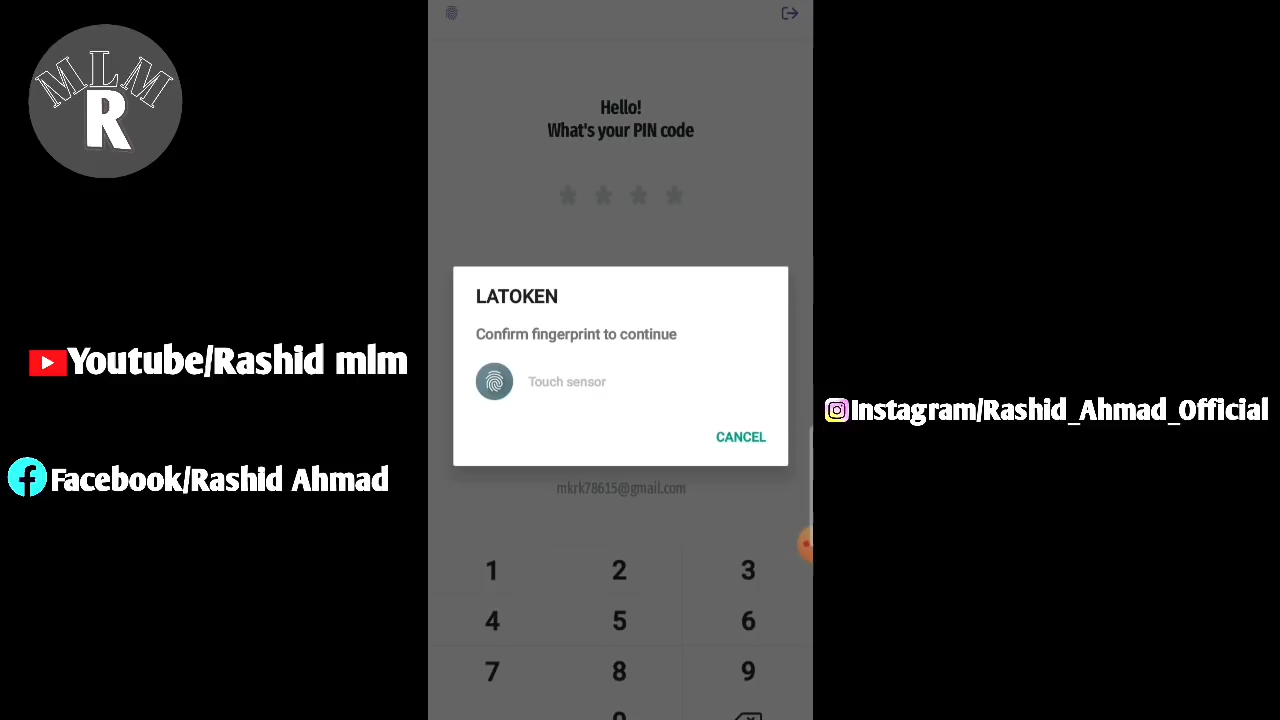 MLM
R
Hello!
What's your PIN code
* * * *
LATOKEN
Confirm fingerprint to continue
Touch sensor
CANCEL
mkrk78615@gmail.com
1 2 3
4 5 6
7 8 9
Youtube/Rashid mlm
Facebook/Rashid Ahmad
Instagram/Rashid_Ahmad_Official